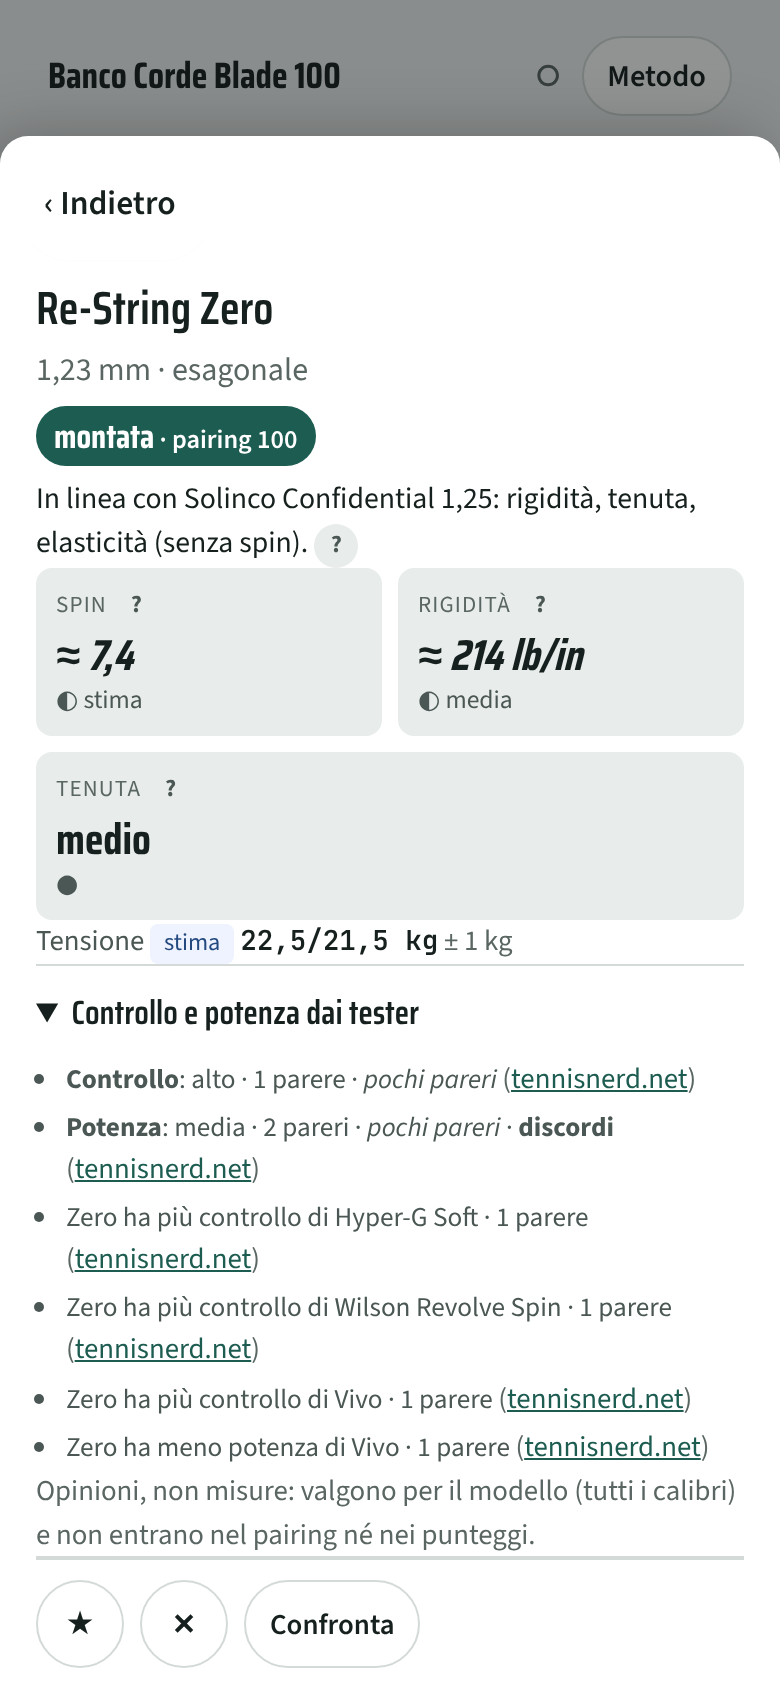 Banco Corde Blade 100
Metodo
‹ Indietro
Re-String Zero
1,23 mm · esagonale
montata · pairing 100
In linea con Solinco Confidential 1,25: rigidità, tenuta,
elasticità (senza spin). ?
SPIN ?
≈ 7,4
◐ stima
RIGIDITÀ ?
≈ 214 lb/in
◐ media
TENUTA ?
medio
●
Tensione stima 22,5/21,5 kg ± 1 kg
▼ Controllo e potenza dai tester
• Controllo: alto · 1 parere · pochi pareri (tennisnerd.net)
• Potenza: media · 2 pareri · pochi pareri · discordi
(tennisnerd.net)
• Zero ha più controllo di Hyper-G Soft · 1 parere
(tennisnerd.net)
• Zero ha più controllo di Wilson Revolve Spin · 1 parere
(tennisnerd.net)
• Zero ha più controllo di Vivo · 1 parere (tennisnerd.net)
• Zero ha meno potenza di Vivo · 1 parere (tennisnerd.net)
Opinioni, non misure: valgono per il modello (tutti i calibri)
e non entrano nel pairing né nei punteggi.
★ ✕ Confronta